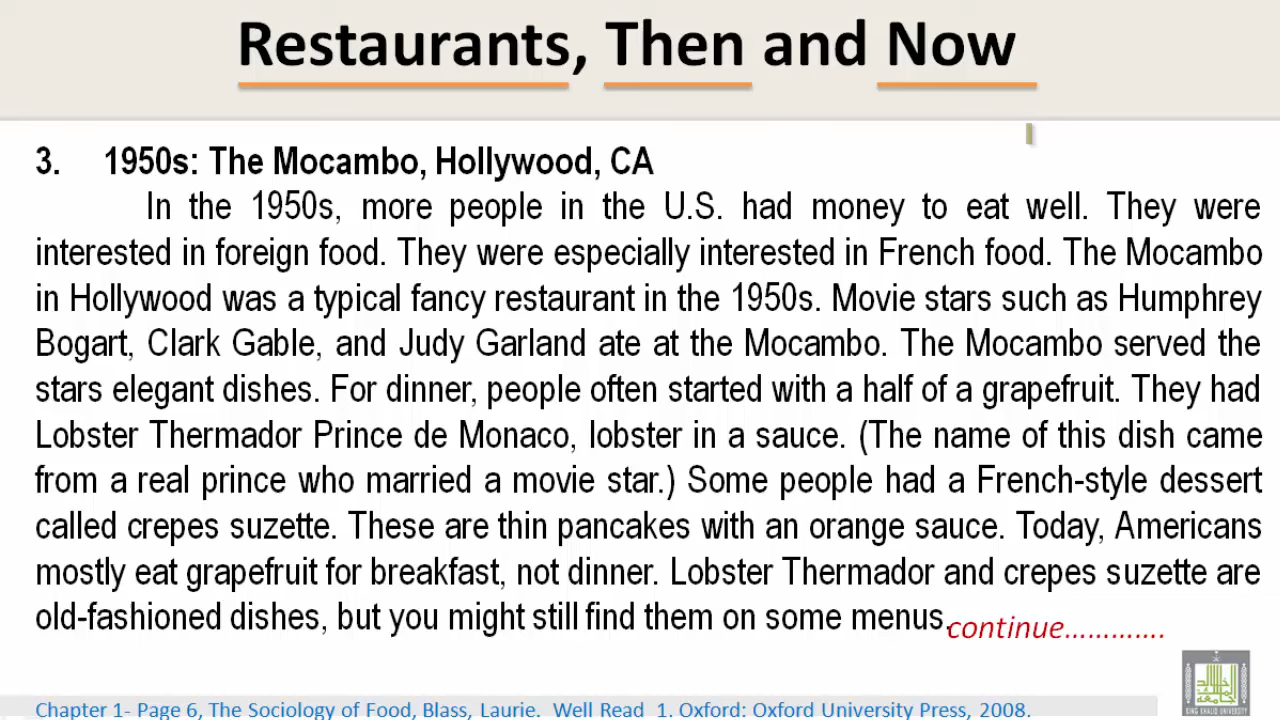 Restaurants, Then and Now
3. 1950s: The Mocambo, Hollywood, CA
In the 1950s, more people in the U.S. had money to eat well. They were
interested in foreign food. They were especially interested in French food. The Mocambo
in Hollywood was a typical fancy restaurant in the 1950s. Movie stars such as Humphrey
Bogart, Clark Gable, and Judy Garland ate at the Mocambo. The Mocambo served the
stars elegant dishes. For dinner, people often started with a half of a grapefruit. They had
Lobster Thermador Prince de Monaco, lobster in a sauce. (The name of this dish came
from a real prince who married a movie star.) Some people had a French-style dessert
called crepes suzette. These are thin pancakes with an orange sauce. Today, Americans
mostly eat grapefruit for breakfast, not dinner. Lobster Thermador and crepes suzette are
old-fashioned dishes, but you might still find them on some menus.
continue………….
KING KHALID UNIVERSITY
Chapter 1- Page 6, The Sociology of Food, Blass, Laurie. Well Read 1. Oxford: Oxford University Press, 2008.